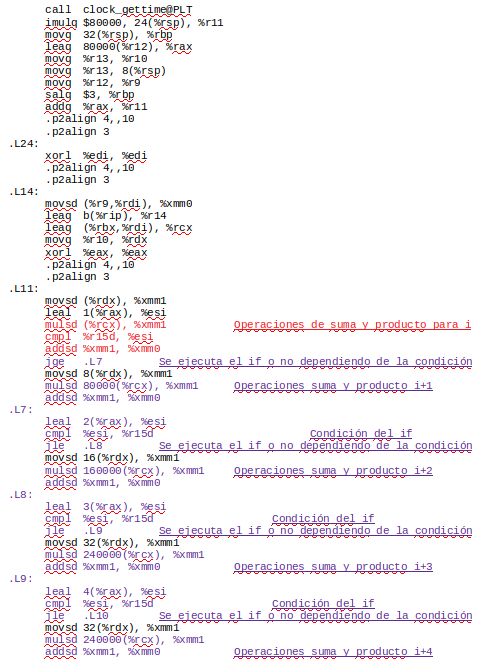 call clock_gettime@PLT
imulq $80000, 24(%rsp), %r11
movq 32(%rsp), %rbp
leaq 80000(%r12), %rax
movq %r13, %r10
movq %r13, 8(%rsp)
movq %r12, %r9
salq $3, %rbp
addq %rax, %r11
.p2align 4,,10
.p2align 3
.L24:
xorl %edi, %edi
.p2align 4,,10
.p2align 3
.L14:
movsd (%r9,%rdi), %xmm0
leaq b(%rip), %r14
leaq (%rbx,%rdi), %rcx
movq %r10, %rdx
xorl %eax, %eax
.p2align 4,,10
.p2align 3
.L11:
movsd (%rdx), %xmm1
leal 1(%rax), %esi
mulsd (%rcx), %xmm1 Operaciones de suma y producto para i
cmpl %r15d, %esi
addsd %xmm1, %xmm0
jge .L7 Se ejecuta el if o no dependiendo de la condición
movsd 8(%rdx), %xmm1
mulsd 80000(%rcx), %xmm1 Operaciones suma y producto i+1
addsd %xmm1, %xmm0
.L7:
leal 2(%rax), %esi
cmpl %esi, %r15d Condición del if
jle .L8 Se ejecuta el if o no dependiendo de la condición
movsd 16(%rdx), %xmm1
mulsd 160000(%rcx), %xmm1 Operaciones suma y producto i+2
addsd %xmm1, %xmm0
.L8:
leal 3(%rax), %esi
cmpl %esi, %r15d Condición del if
jle .L9 Se ejecuta el if o no dependiendo de la condición
movsd 32(%rdx), %xmm1
mulsd 240000(%rcx), %xmm1
addsd %xmm1, %xmm0 Operaciones suma y producto i+3
.L9:
leal 4(%rax), %esi
cmpl %esi, %r15d Condición del if
jle .L10 Se ejecuta el if o no dependiendo de la condición
movsd 32(%rdx), %xmm1
mulsd 240000(%rcx), %xmm1
addsd %xmm1, %xmm0 Operaciones suma y producto i+4